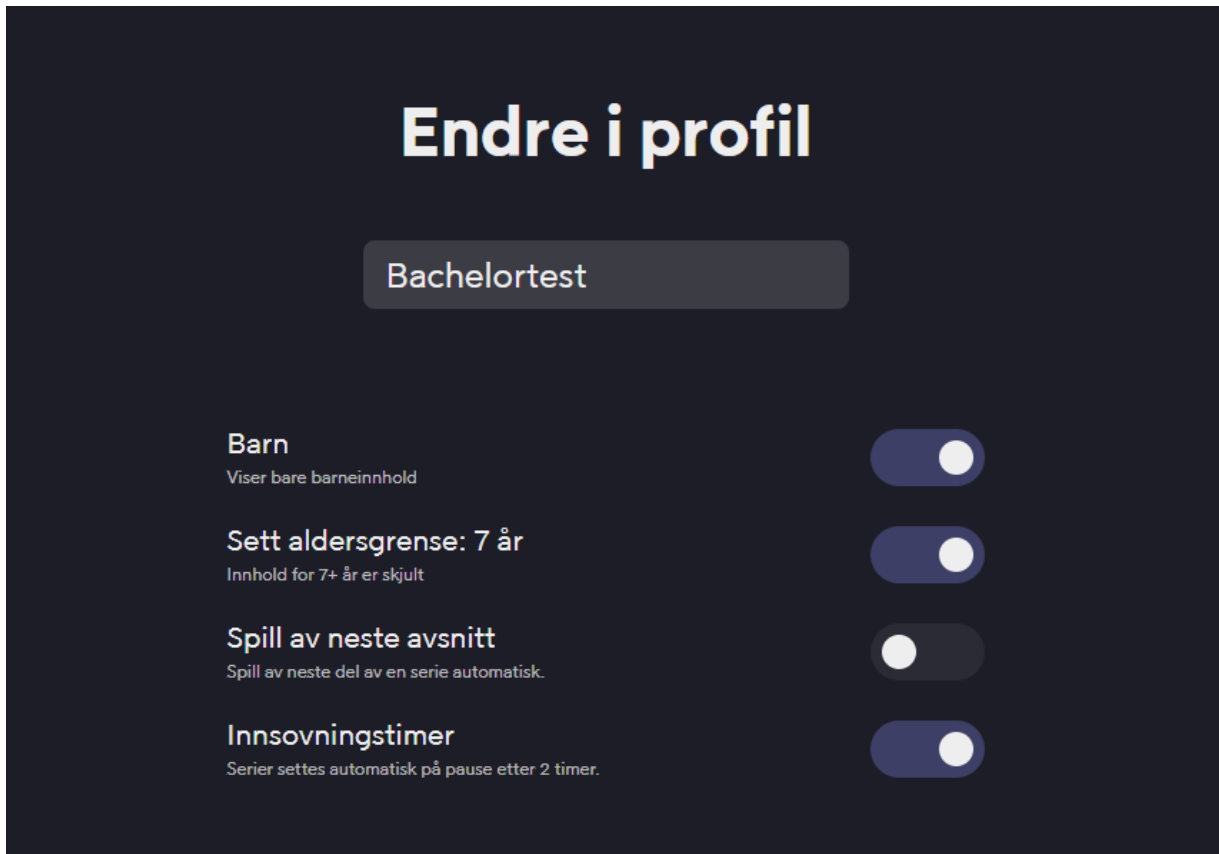 Endre i profil
Bachelortest
Barn
Viser bare barneinnhold
Sett aldersgrense: 7 år
Innhold for 7+ år er skjult
Spill av neste avsnitt
Spill av neste del av en serie automatisk.
Innsovningstimer
Serier settes automatisk på pause etter 2 timer.